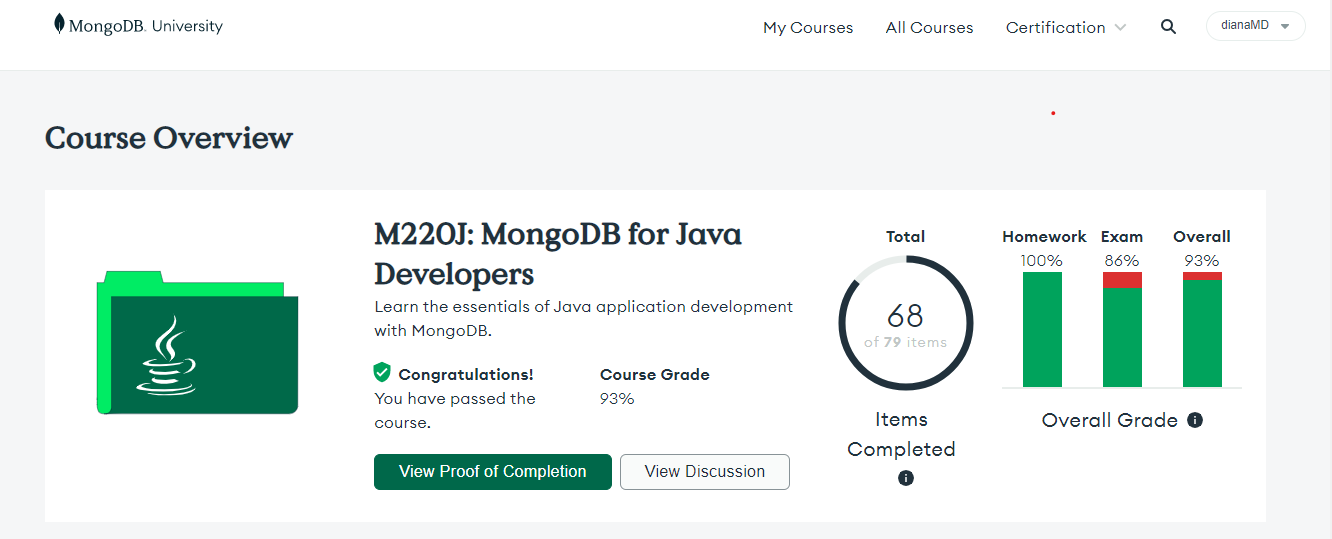 MongoDB. University
My Courses
All Courses
Certification
dianaMD
Course Overview
M220J: MongoDB for Java
Developers
Learn the essentials of Java application development
with MongoDB.
Congratulations!
You have passed the
course.
Course Grade
93%
View Proof of Completion
View Discussion
Total
68
of 79 items
Items
Completed
Homework Exam Overall
100% 86% 93%
Overall Grade